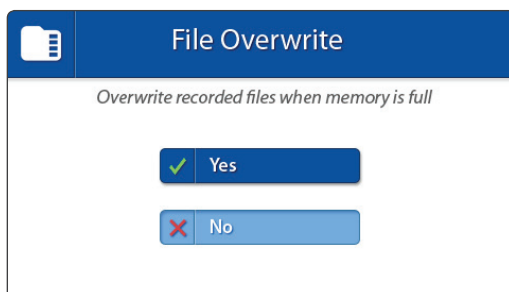 File Overwrite
Overwrite recorded files when memory is full
Yes
No